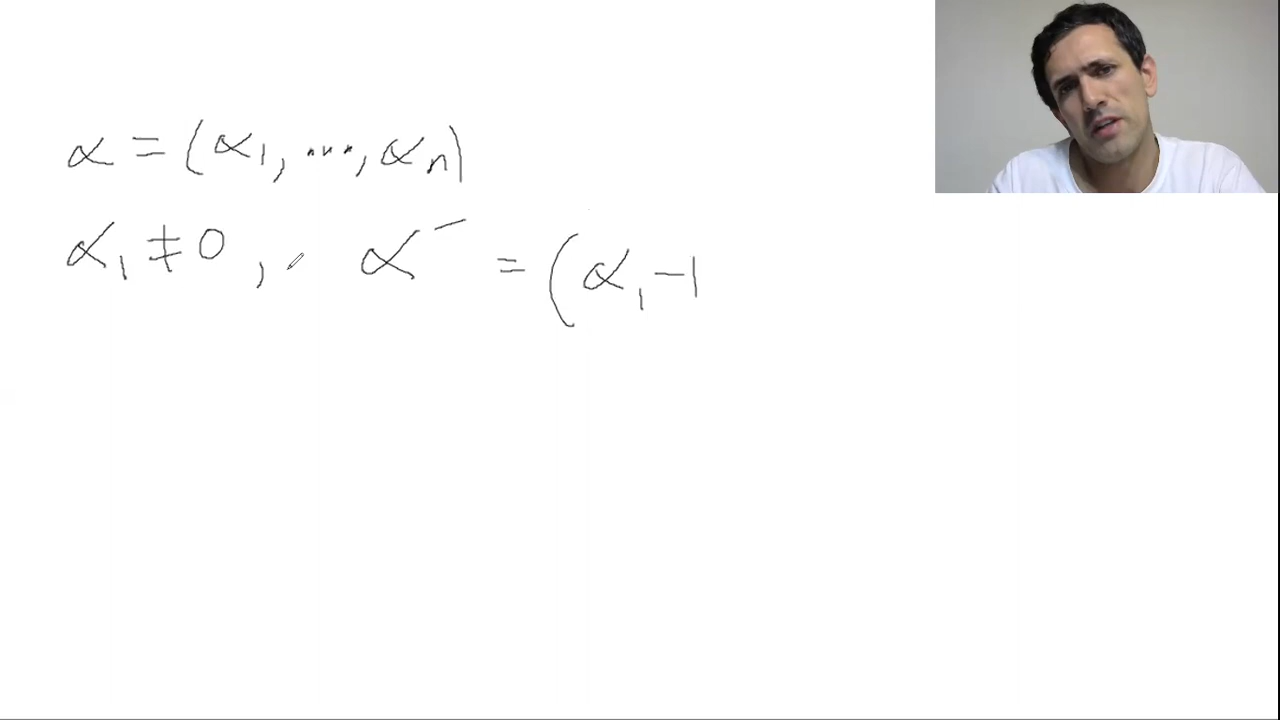 α = (α₁, ..., αₙ)
α₁ ≠ 0, α⁻ = (α₁ - 1